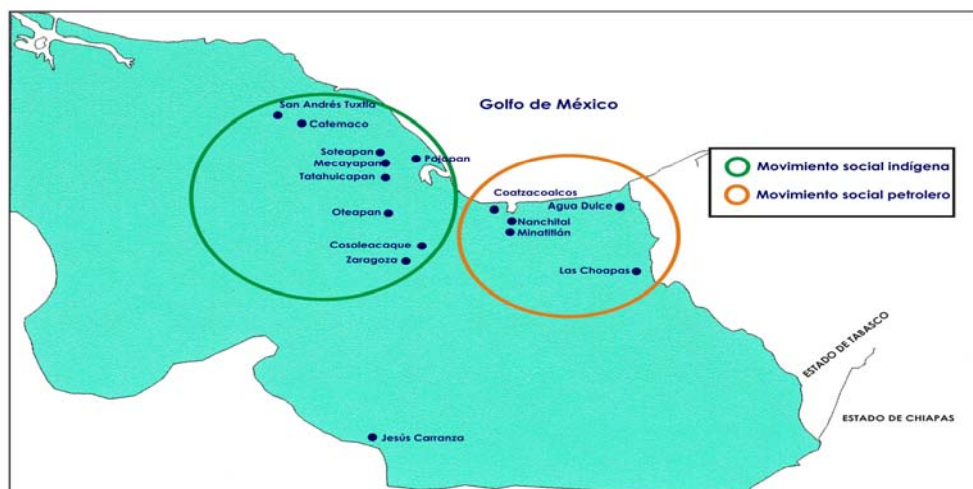 San Andrés Tuxtla
Golfo de México
Catemaco
Soteapan
Mecayapan
Pajapan
Tatahuicapan
Movimiento social indígena
Movimiento social petrolero
Coatzacoalcos
Agua Dulce
Oteapan
Nanchital
Minatitlán
Cosoleacaque
Zaragoza
Las Choapas
ESTADO DE TABASCO
ESTADO DE CHIAPAS
Jesús Carranza